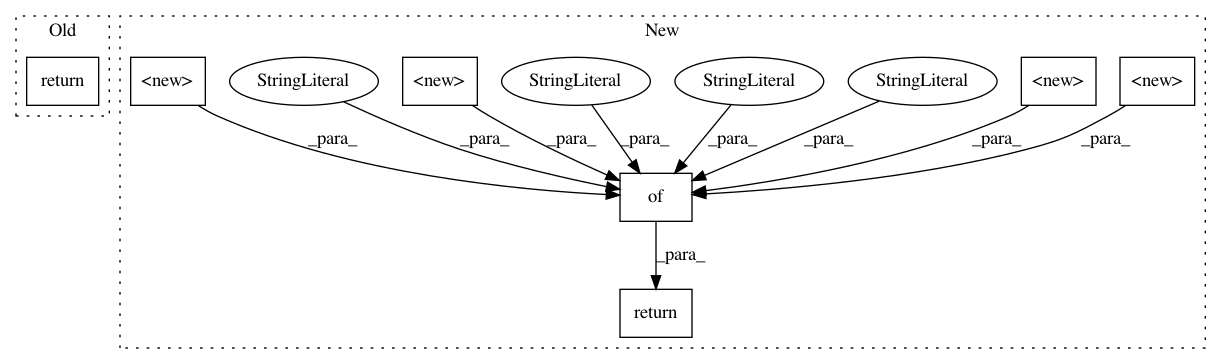 Old
New
return
<new>
StringLiteral
<new>
StringLiteral
StringLiteral
StringLiteral
<new>
<new>
_para_
_para_
_para_
_para_
_para_
_para_
_para_
_para_
of
_para_
return